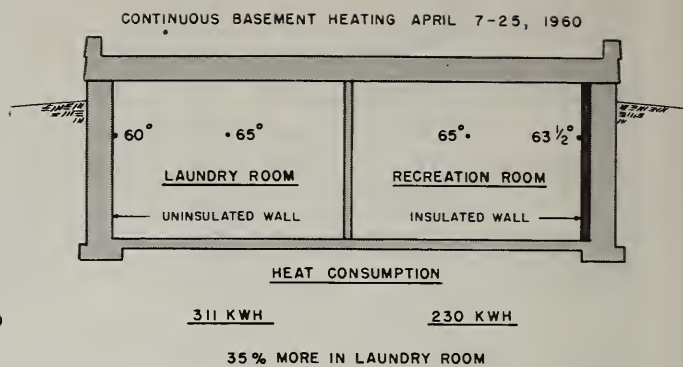 CONTINUOUS BASEMENT HEATING APRIL 7-25, 1960
60° 65° 65° 63 ½°
LAUNDRY ROOM RECREATION ROOM
UNINSULATED WALL INSULATED WALL
HEAT CONSUMPTION
311 KWH 230 KWH
35% MORE IN LAUNDRY ROOM